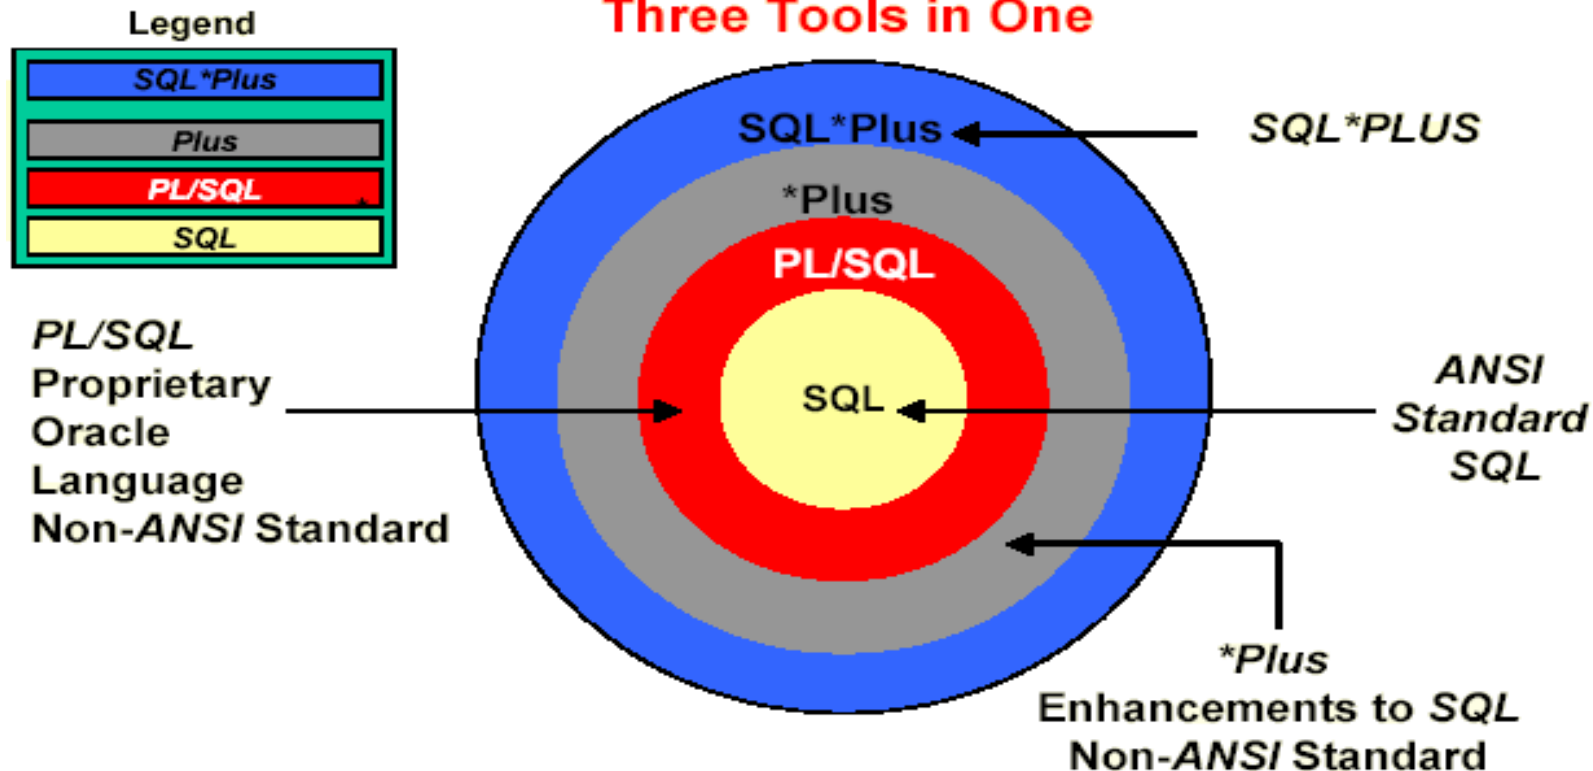 Three Tools in One
Legend
SQL*Plus
Plus
PL/SQL
*
SQL
SQL*Plus
*Plus
PL/SQL
SQL
SQL*PLUS
PL/SQL
Proprietary
Oracle
Language
Non-ANSI Standard
ANSI
Standard
SQL
*Plus
Enhancements to SQL
Non-ANSI Standard